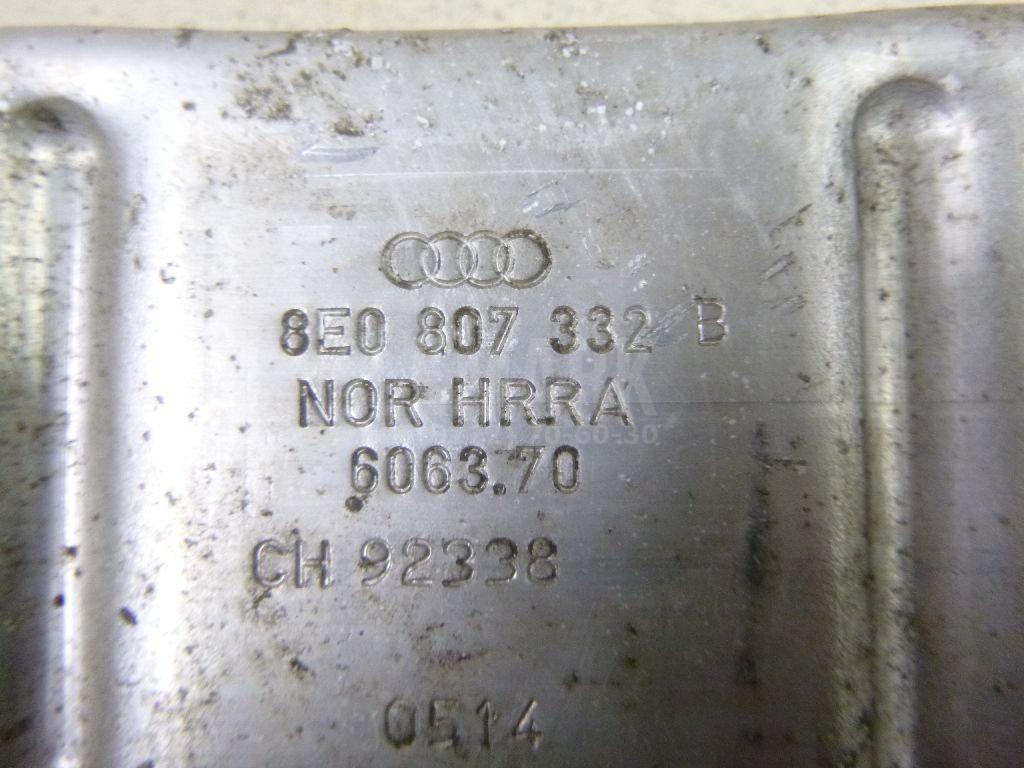 8E0 807 332 B
NOR HRRA
6063.70
CH 92338
0514